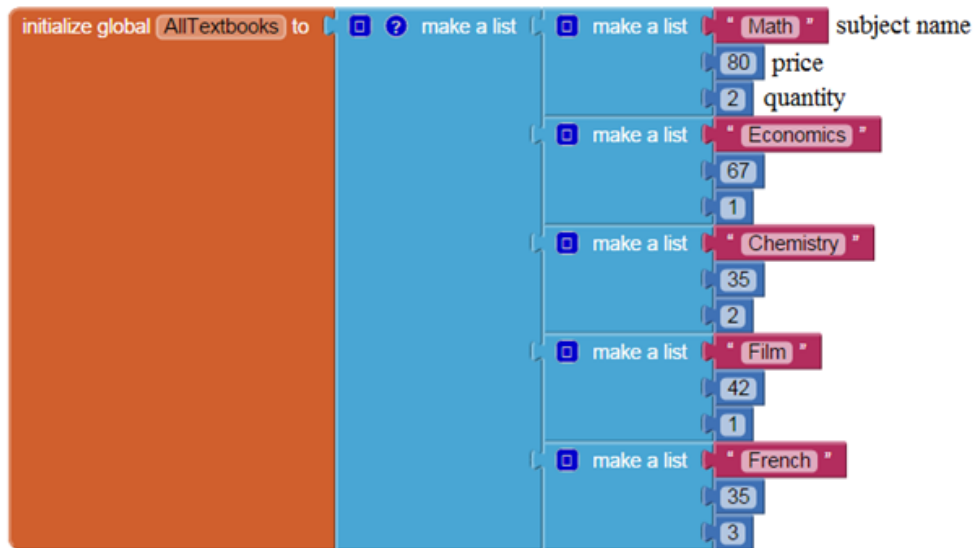 initialize global AllTextbooks to ? make a list make a list " Math " subject name
80 price
2 quantity
make a list " Economics "
67
1
make a list " Chemistry "
35
2
make a list " Film "
42
1
make a list " French "
35
3